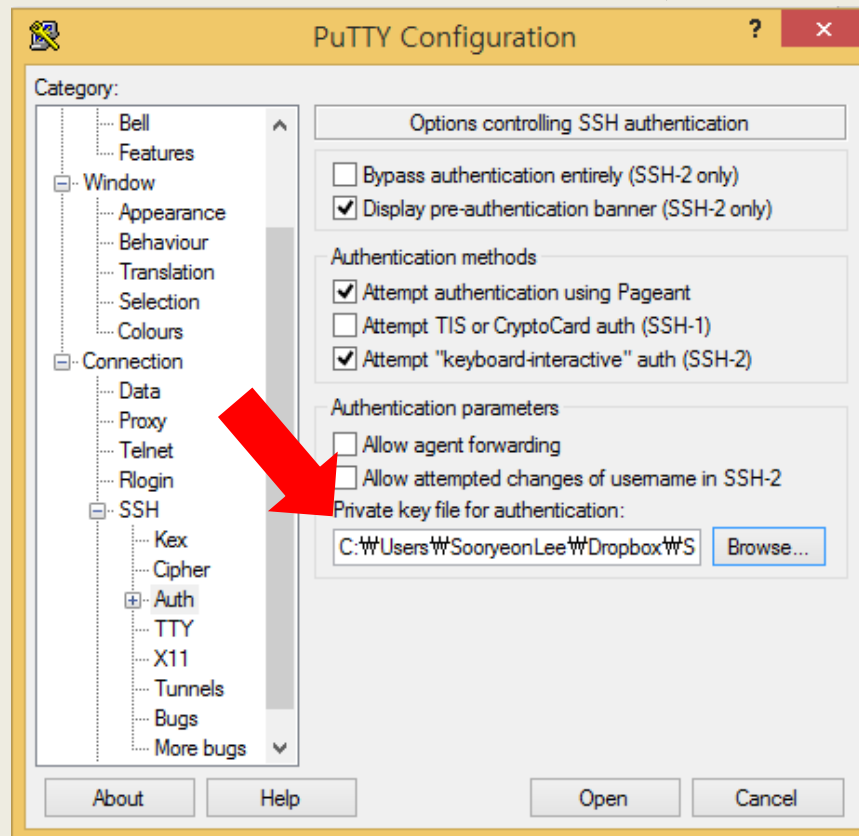 PuTTY Configuration
?
Category:
Bell
Features
Window
Appearance
Behaviour
Translation
Selection
Colours
Connection
Data
Proxy
Telnet
Rlogin
SSH
Kex
Cipher
Auth
TTY
X11
Tunnels
Bugs
More bugs
Options controlling SSH authentication
Bypass authentication entirely (SSH-2 only)
Display pre-authentication banner (SSH-2 only)
Authentication methods
Attempt authentication using Pageant
Attempt TIS or CryptoCard auth (SSH-1)
Attempt "keyboard-interactive" auth (SSH-2)
Authentication parameters
Allow agent forwarding
Allow attempted changes of username in SSH-2
Private key file for authentication:
C:₩Users₩SooryeonLee₩Dropbox₩S
Browse...
About
Help
Open
Cancel